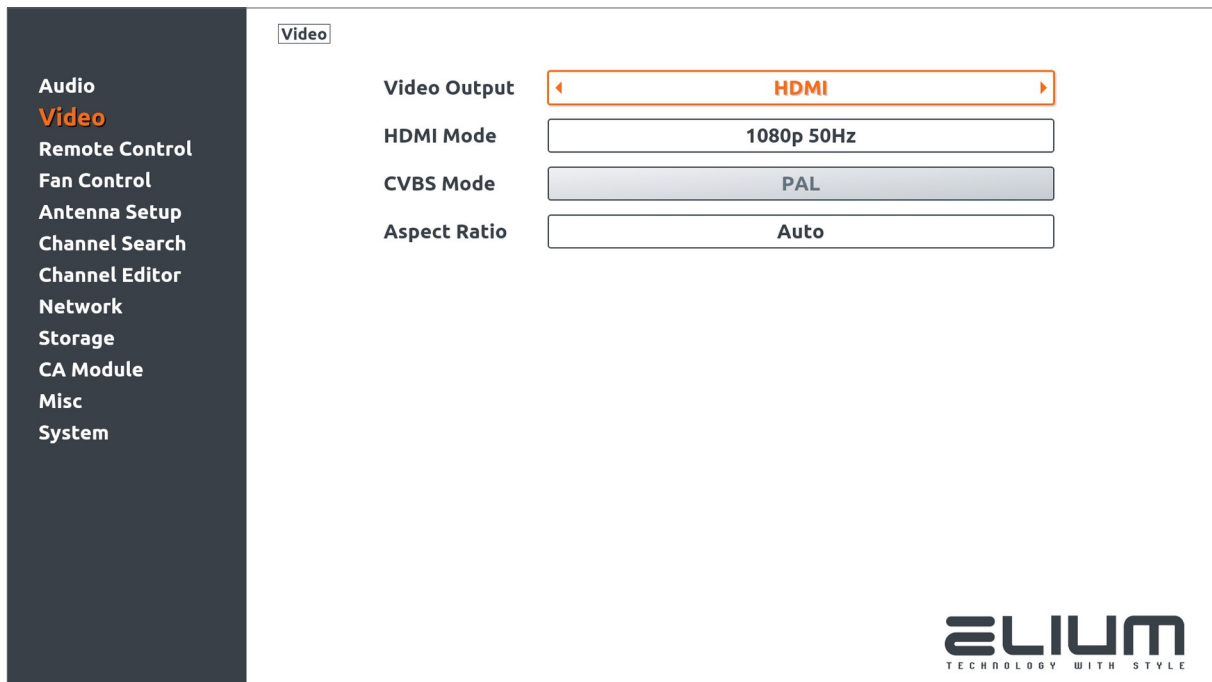 Video
Audio
Video
Remote Control
Fan Control
Antenna Setup
Channel Search
Channel Editor
Network
Storage
CA Module
Misc
System
Video Output HDMI
HDMI Mode 1080p 50Hz
CVBS Mode PAL
Aspect Ratio Auto
ELIUM
TECHNOLOGY WITH STYLE